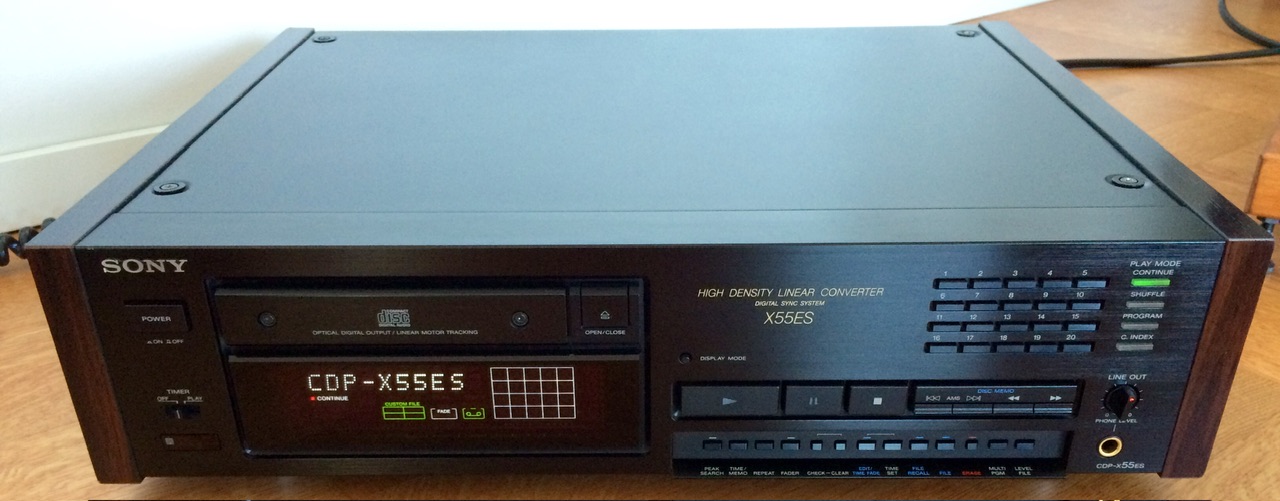 SONY
POWER
ON OFF
TIMER
OFF PLAY
disc
DIGITAL AUDIO
OPTICAL DIGITAL OUTPUT / LINEAR MOTOR TRACKING
OPEN/CLOSE
CDP-X55ES
CONTINUE
CUSTOM FILE
FADE
HIGH DENSITY LINEAR CONVERTER
DIGITAL SYNC SYSTEM
X55ES
DISPLAY MODE
1 2 3 4 5
6 7 8 9 10
11 12 13 14 15
16 17 18 19 20
PLAY MODE
CONTINUE
SHUFFLE
PROGRAM
C. INDEX
DISC MEMO
AMS
LINE OUT
PHONE LEVEL
CDP-X55ES
PEAK SEARCH
TIME/ MEMO
REPEAT
FADER
CHECH—CLEAR
EDIT/ TIME FADE
TIME SET
FILE RECALL
FILE
ERASE
MULTI PGM
LEVEL FILE